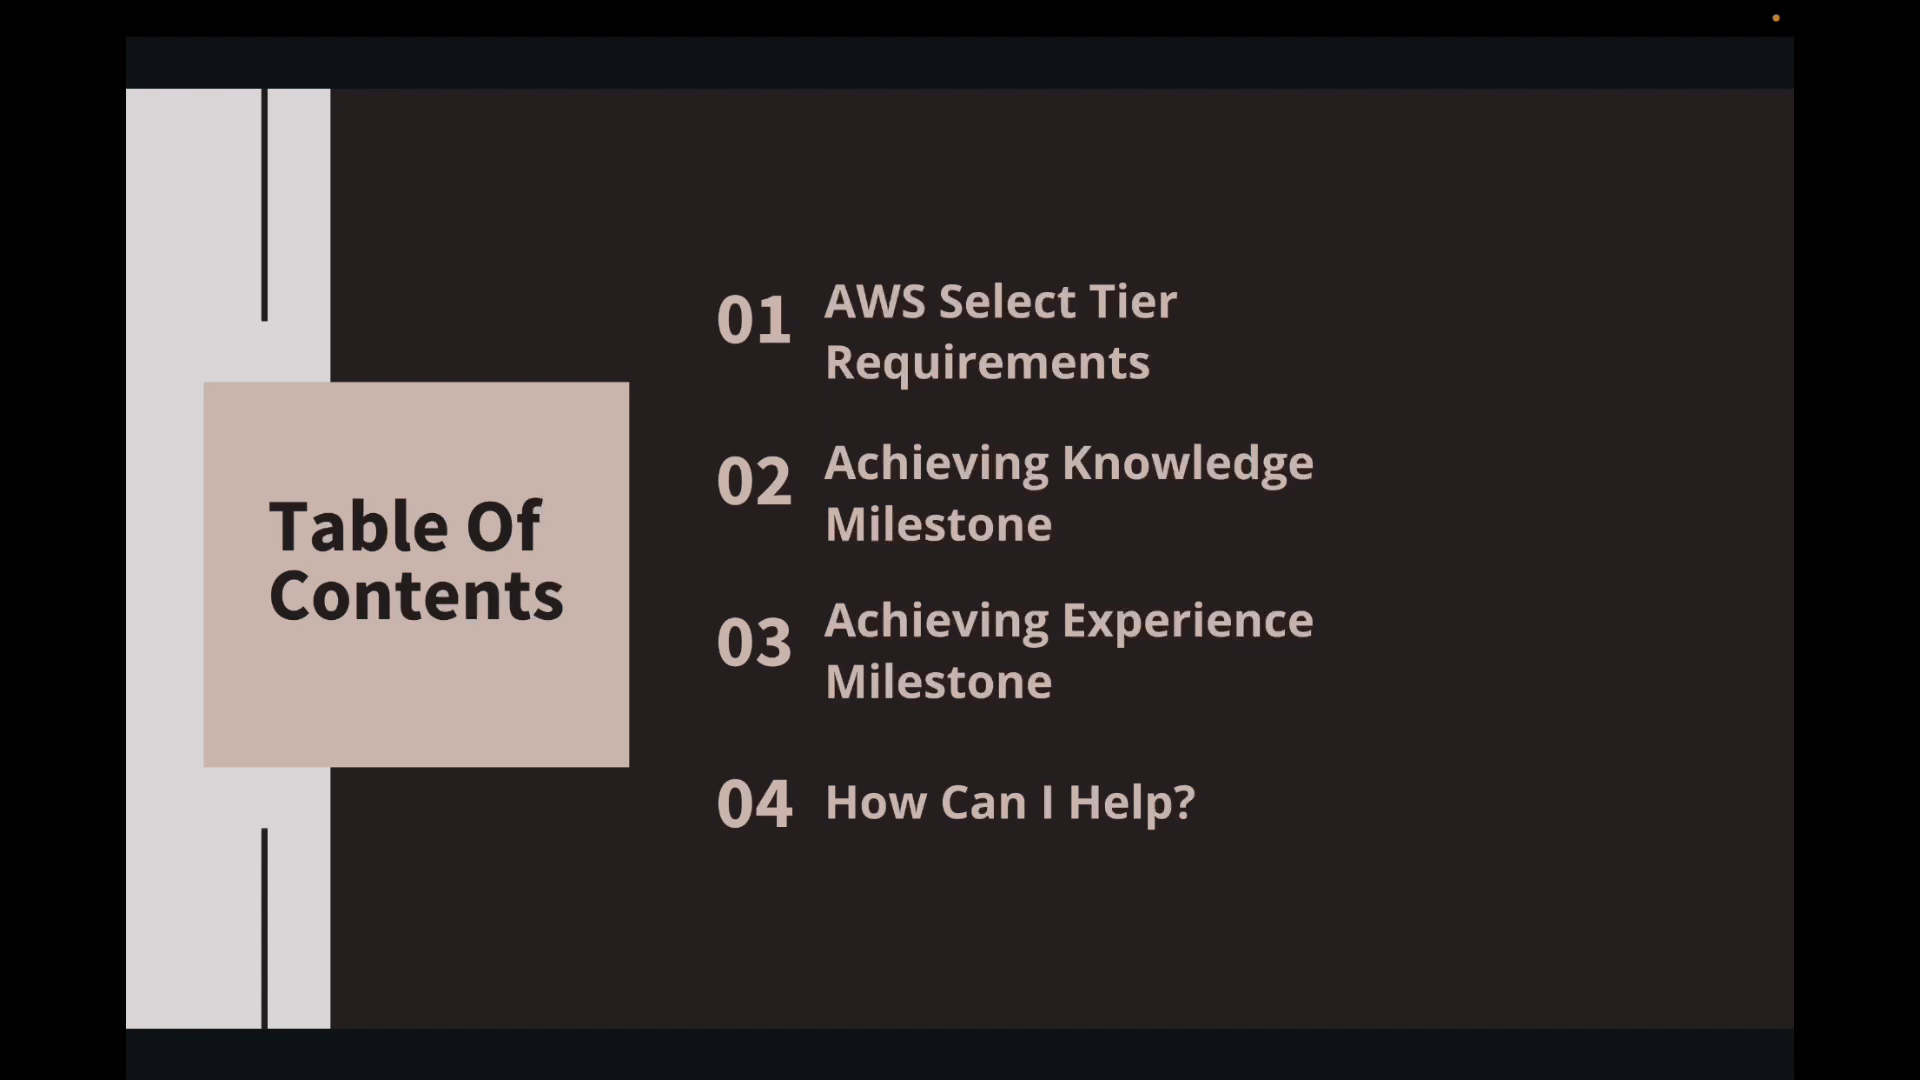 Table Of
Contents
01 AWS Select Tier
Requirements
02 Achieving Knowledge
Milestone
03 Achieving Experience
Milestone
04 How Can I Help?